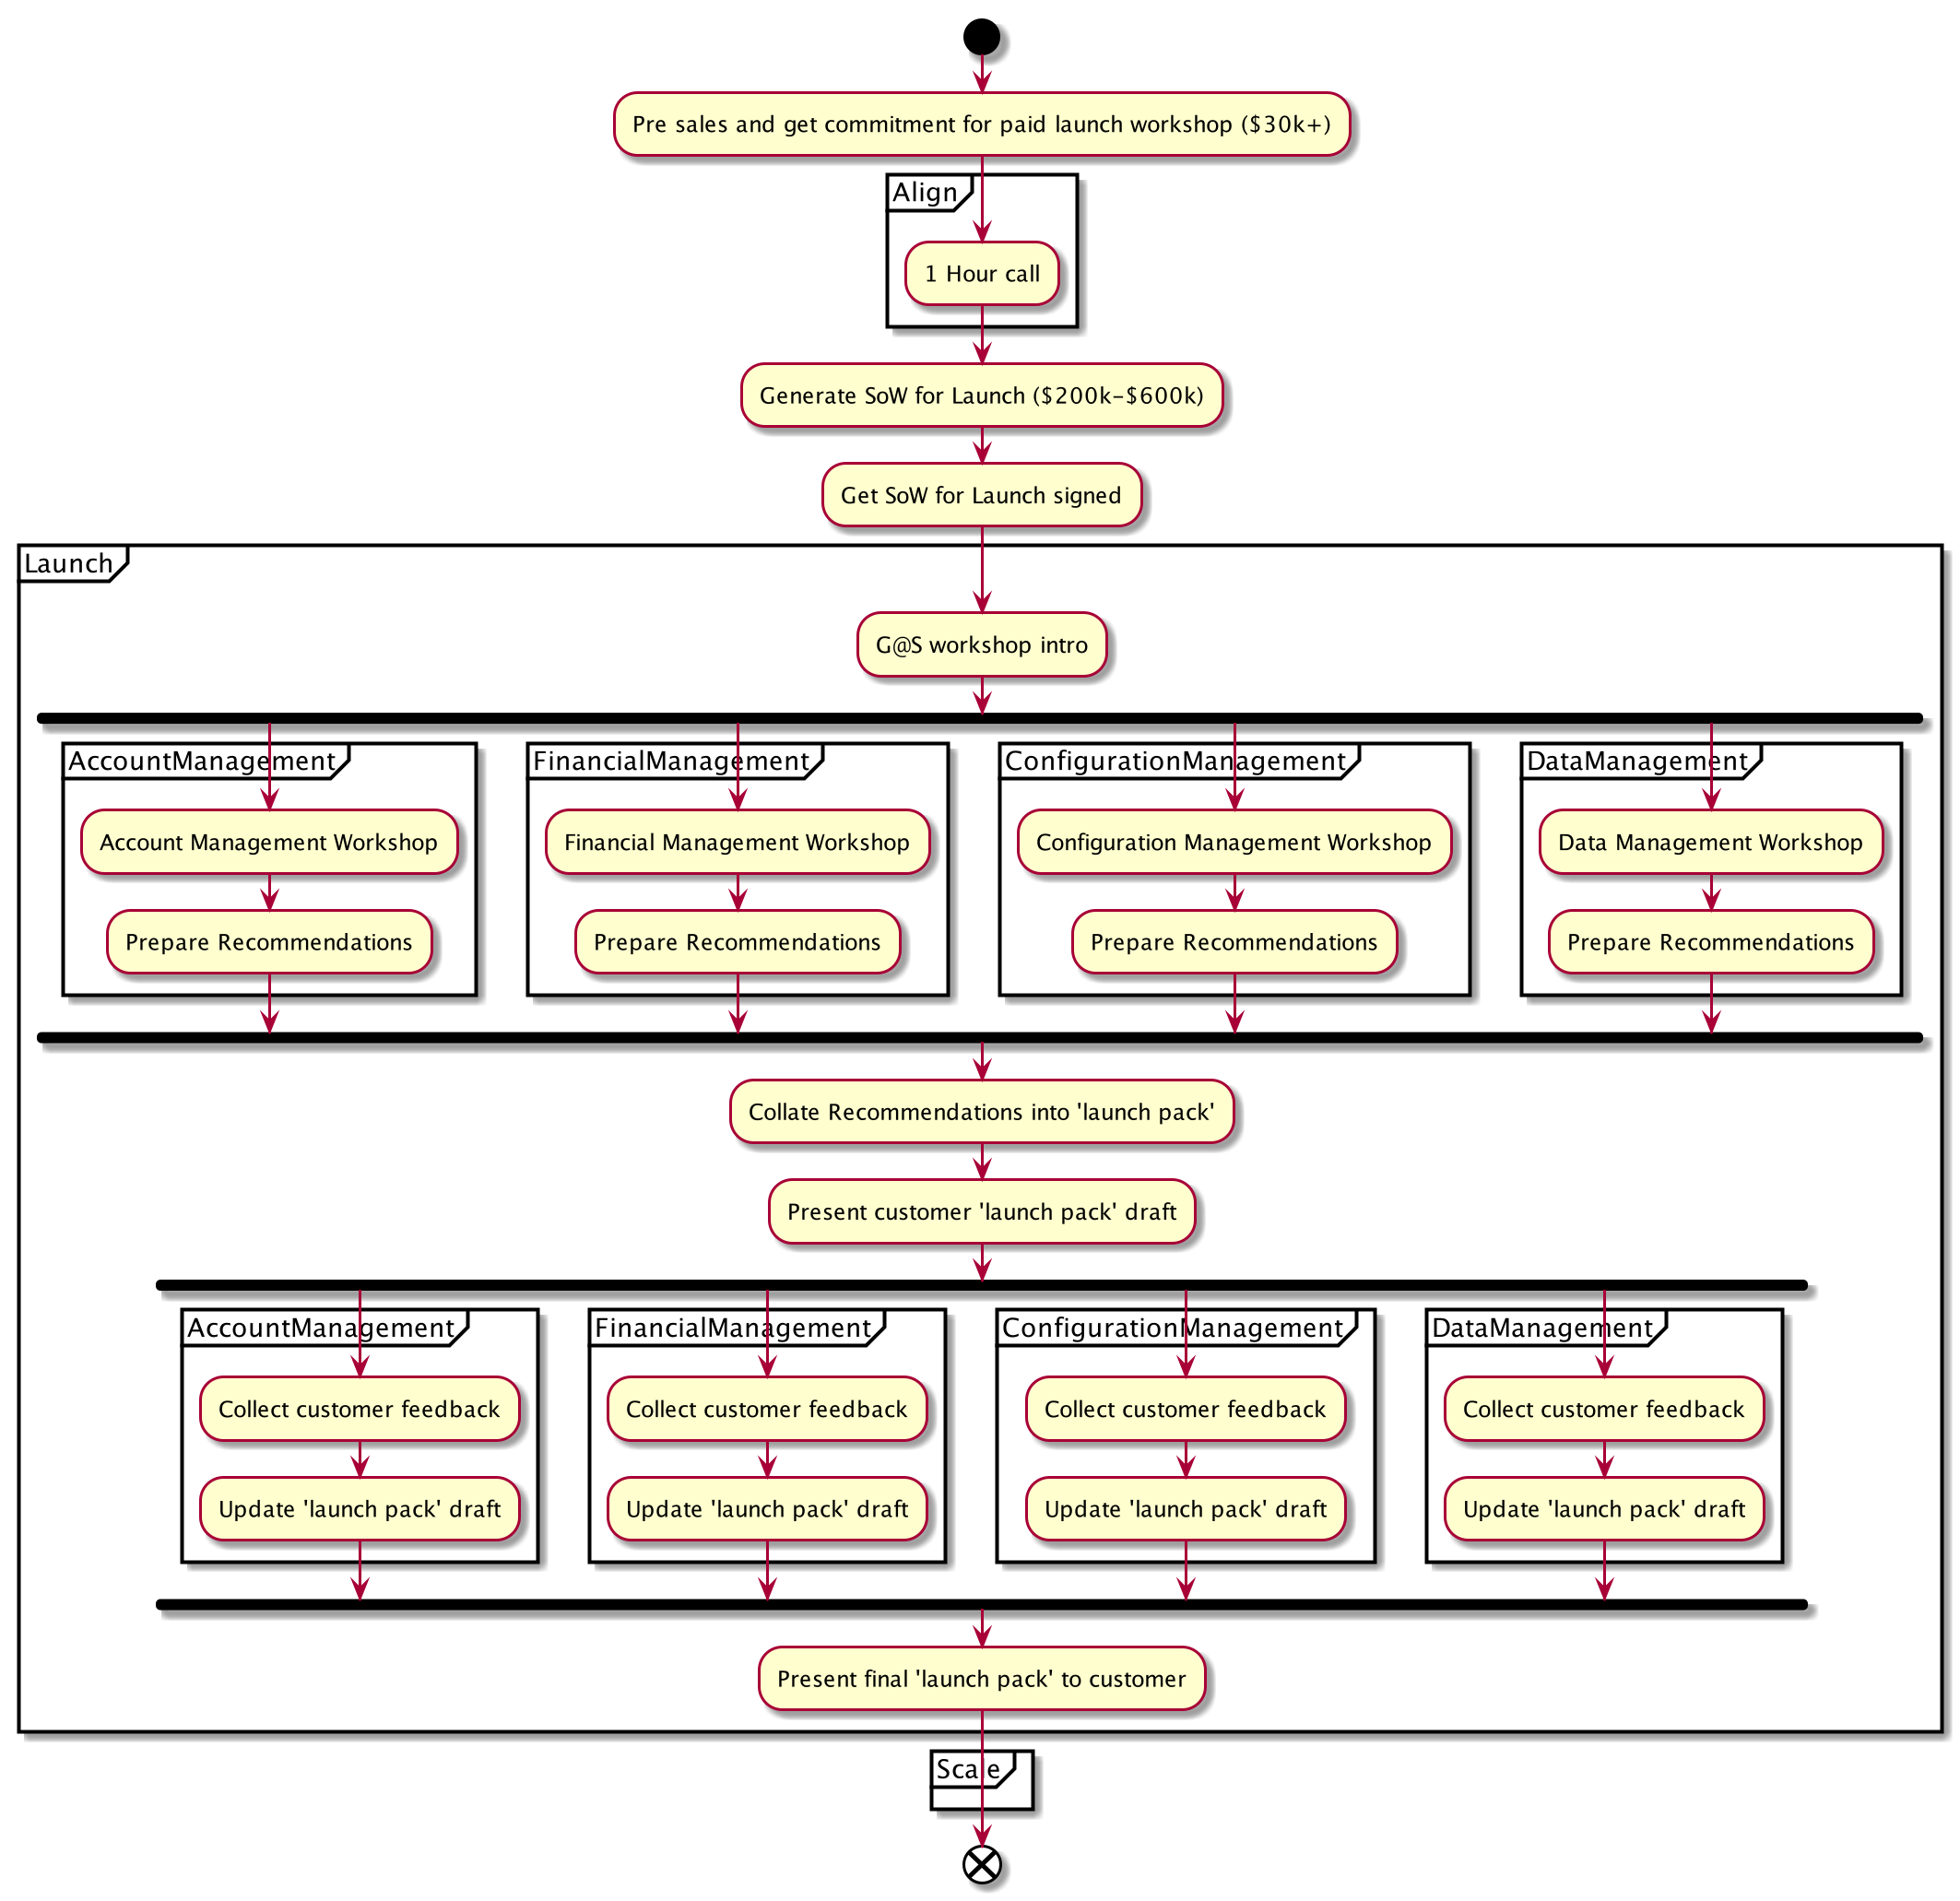 Pre sales and get commitment for paid launch workshop ($30k+)
Align
1 Hour call
Generate SoW for Launch ($200k-$600k)
Get SoW for Launch signed
Launch
G@S workshop intro
AccountManagement
FinancialManagement
ConfigurationManagement
DataManagement
Account Management Workshop
Financial Management Workshop
Configuration Management Workshop
Data Management Workshop
Prepare Recommendations
Prepare Recommendations
Prepare Recommendations
Prepare Recommendations
Collate Recommendations into 'launch pack'
Present customer 'launch pack' draft
AccountManagement
FinancialManagement
ConfigurationManagement
DataManagement
Collect customer feedback
Collect customer feedback
Collect customer feedback
Collect customer feedback
Update 'launch pack' draft
Update 'launch pack' draft
Update 'launch pack' draft
Update 'launch pack' draft
Present final 'launch pack' to customer
Scale